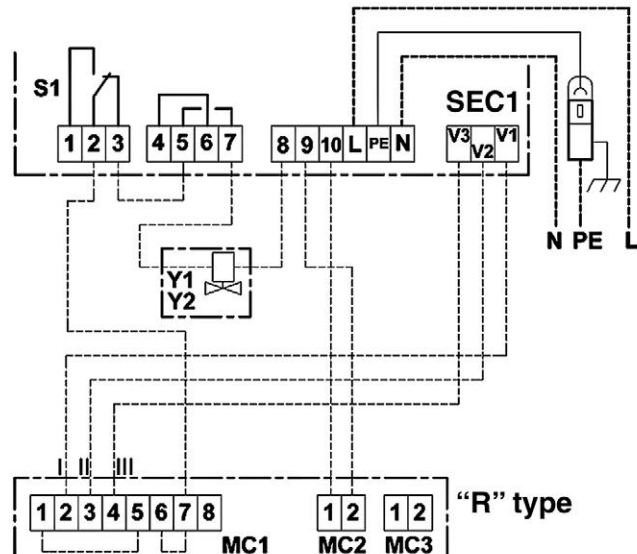 S1
SEC1
1 2 3
4 5 6 7
8 9 10 L PE N
V3 V2 V1
N PE L
Y1
Y2
I II III
1 2 3 4 5 6 7 8
1 2
1 2
"R" type
MC1 MC2 MC3